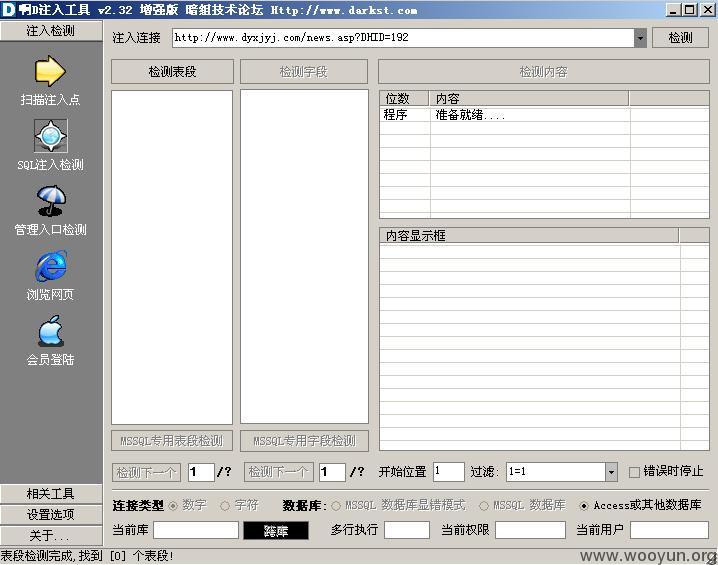 啊D注入工具 v2.32 增强版 暗组技术论坛 Http://www.darkst.com
注入检测
注入连接 http://www.dyxjyj.com/news.asp?DHID=192 检测
扫描注入点
SQL注入检测
管理入口检测
浏览网页
会员登陆
相关工具
设置选项
关于...
检测表段 检测字段 检测内容
位数 内容
程序 准备就绪....
内容显示框
MSSQL专用表段检测 MSSQL专用字段检测
检测下一个 1 /? 检测下一个 1 /? 开始位置 1 过滤: 1=1 错误时停止
连接类型 数字 字符 数据库: MSSQL 数据库显错模式 MSSQL 数据库 Access或其他数据库
当前库 多行执行 当前权限 当前用户
表段检测完成,找到 [0] 个表段!
www.wooyun.org